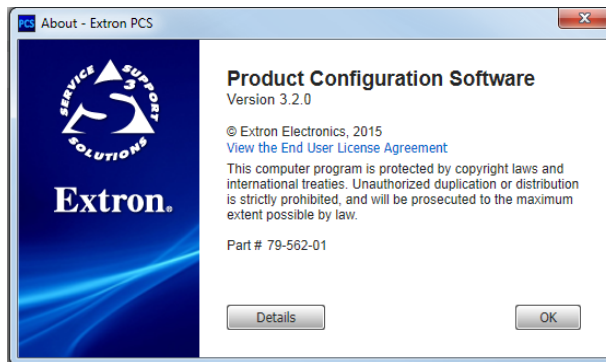 PCS About - Extron PCS
SERVICE SUPPORT SOLUTIONS
S3
Extron®
Product Configuration Software
Version 3.2.0
© Extron Electronics, 2015
View the End User License Agreement
This computer program is protected by copyright laws and
international treaties. Unauthorized duplication or distribution
is strictly prohibited, and will be prosecuted to the maximum
extent possible by law.
Part # 79-562-01
Details
OK